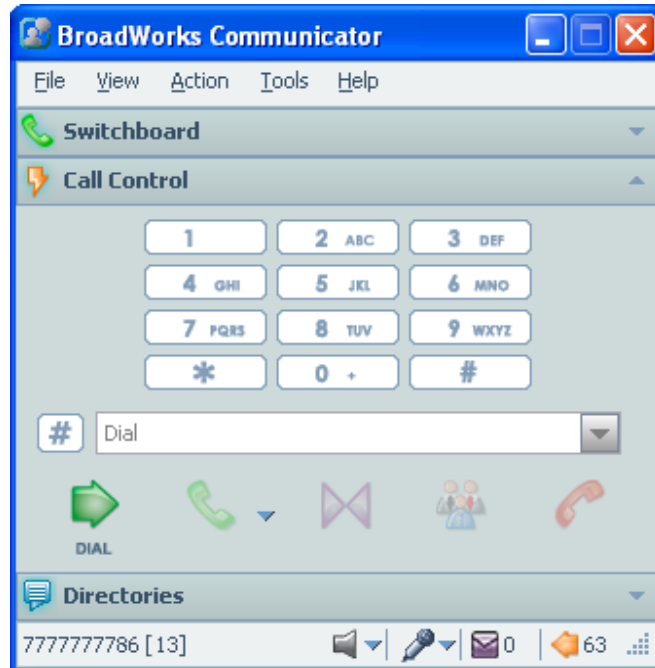 BroadWorks Communicator
File View Action Tools Help
Switchboard
Call Control
1 2 ABC 3 DEF
4 GHI 5 JKL 6 MNO
7 PQRS 8 TUV 9 WXYZ
* 0 + #
# Dial
DIAL
Directories
7777777786 [13] 0 63